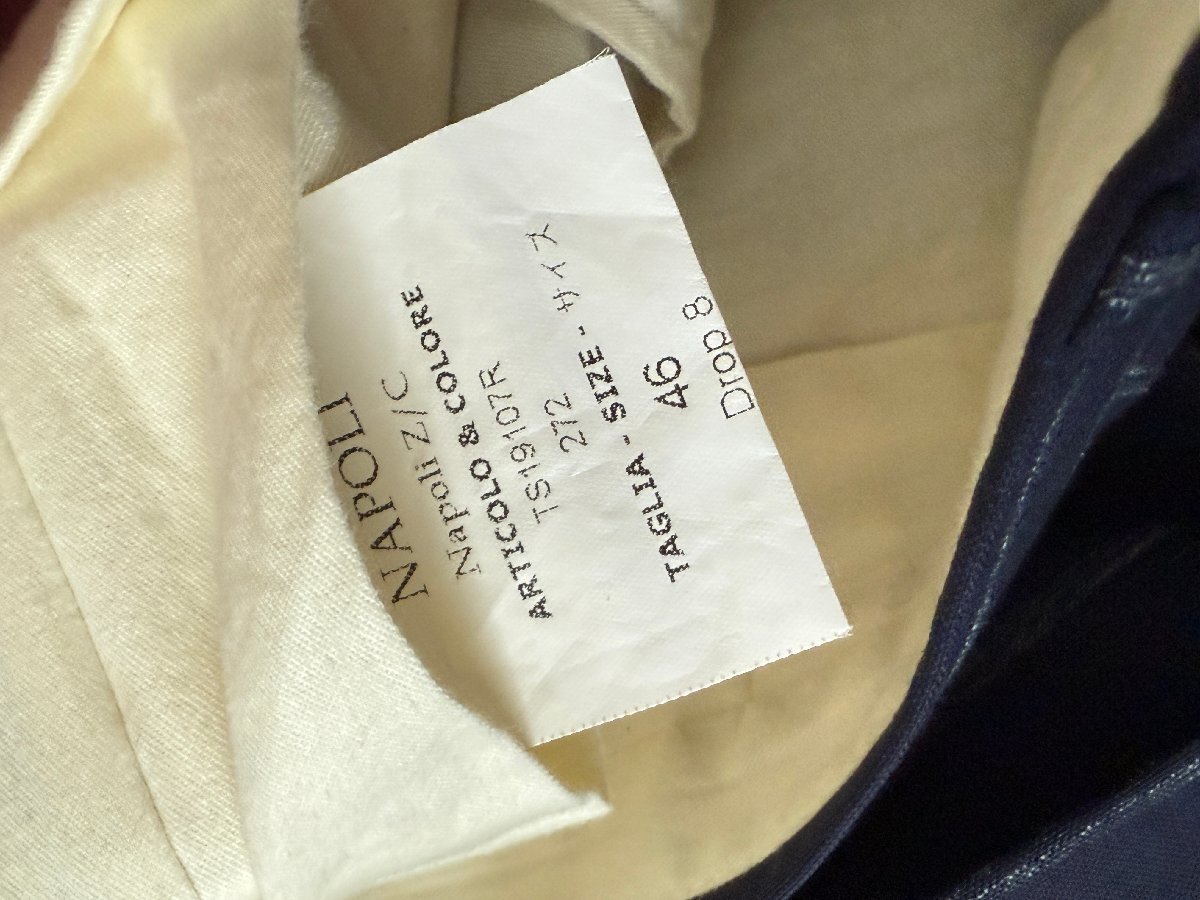 NAPOLI
Napoli Z/C
ARTICOLO & COLORE
TS19107R
272
TAGLIA - SIZE - サイズ
46
Drop 8